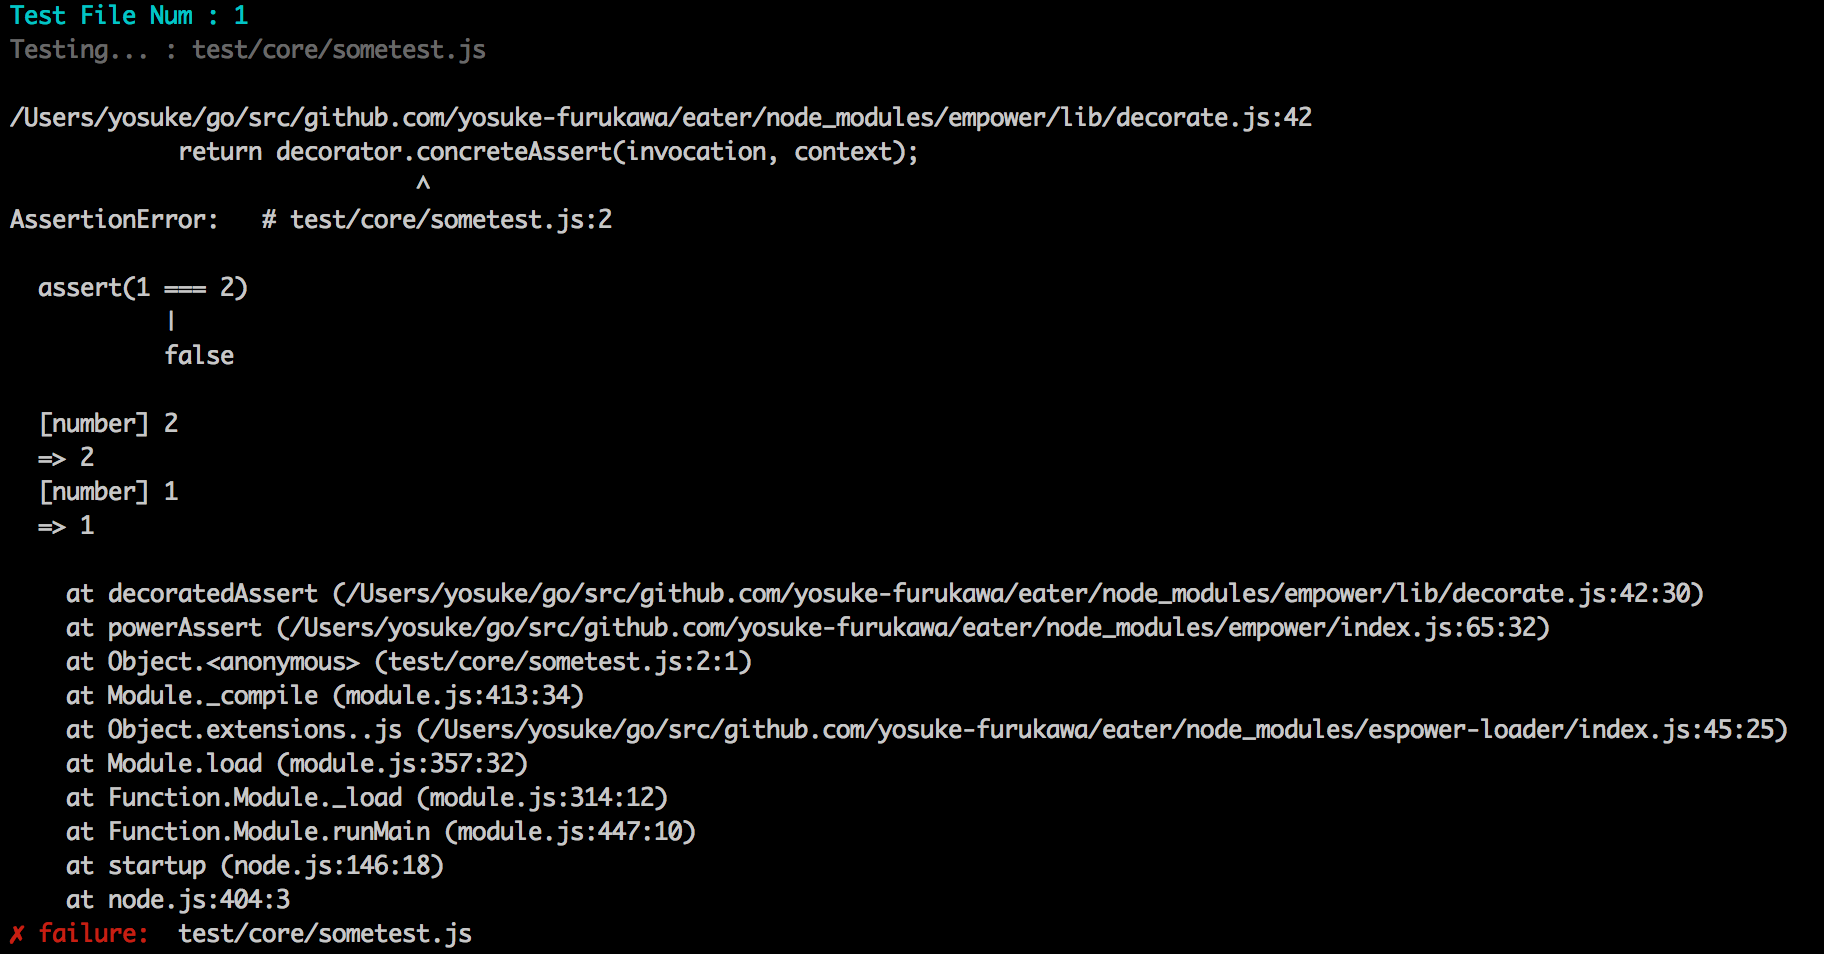 Test File Num : 1
Testing... : test/core/sometest.js
/Users/yosuke/go/src/github.com/yosuke-furukawa/eater/node_modules/empower/lib/decorate.js:42
            return decorator.concreteAssert(invocation, context);
                             ^
AssertionError:   # test/core/sometest.js:2
  assert(1 === 2)
           |
           false
  [number] 2
  => 2
  [number] 1
  => 1
    at decoratedAssert (/Users/yosuke/go/src/github.com/yosuke-furukawa/eater/node_modules/empower/lib/decorate.js:42:30)
    at powerAssert (/Users/yosuke/go/src/github.com/yosuke-furukawa/eater/node_modules/empower/index.js:65:32)
    at Object.<anonymous> (test/core/sometest.js:2:1)
    at Module._compile (module.js:413:34)
    at Object.extensions..js (/Users/yosuke/go/src/github.com/yosuke-furukawa/eater/node_modules/espower-loader/index.js:45:25)
    at Module.load (module.js:357:32)
    at Function.Module._load (module.js:314:12)
    at Function.Module.runMain (module.js:447:10)
    at startup (node.js:146:18)
    at node.js:404:3
✗ failure:  test/core/sometest.js